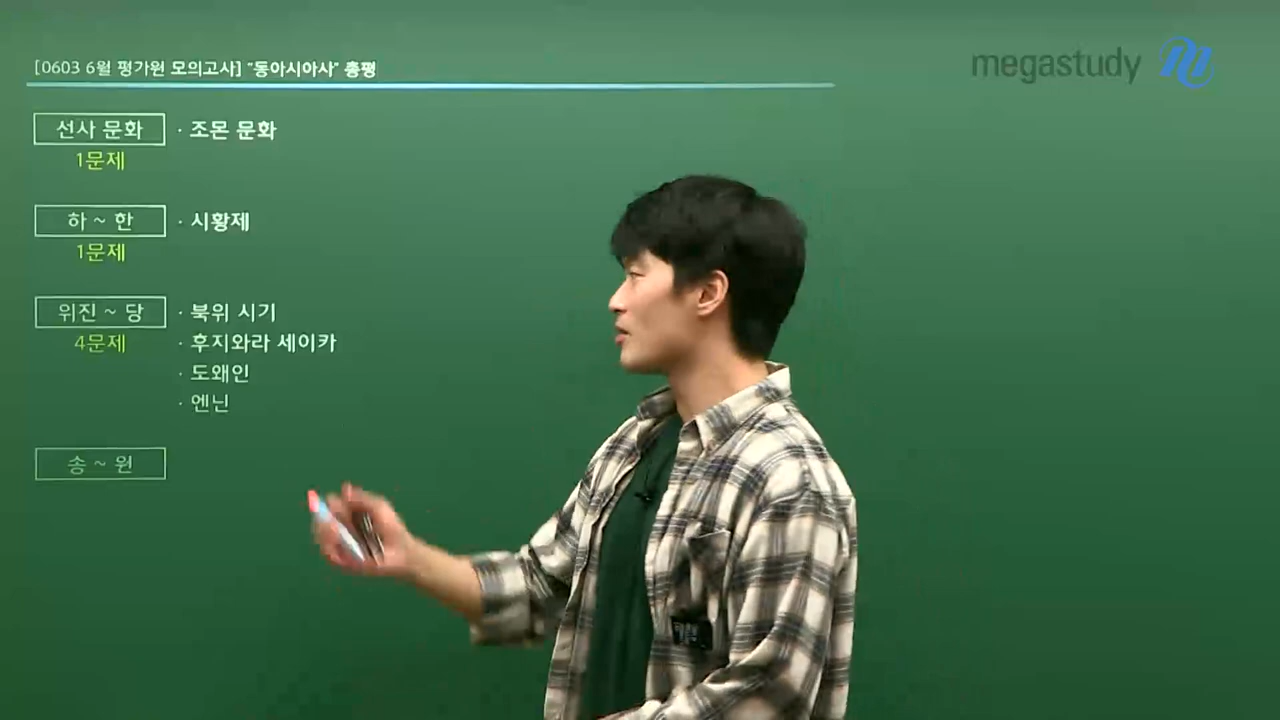 [0603 6월 평가원 모의고사] "동아시아사" 총평
megastudy
선사 문화 · 조몬 문화
1문제
하 ~ 한 · 시황제
1문제
위진 ~ 당 · 북위 시기
4문제 · 후지와라 세이카
· 도왜인
· 엔닌
송 ~ 원